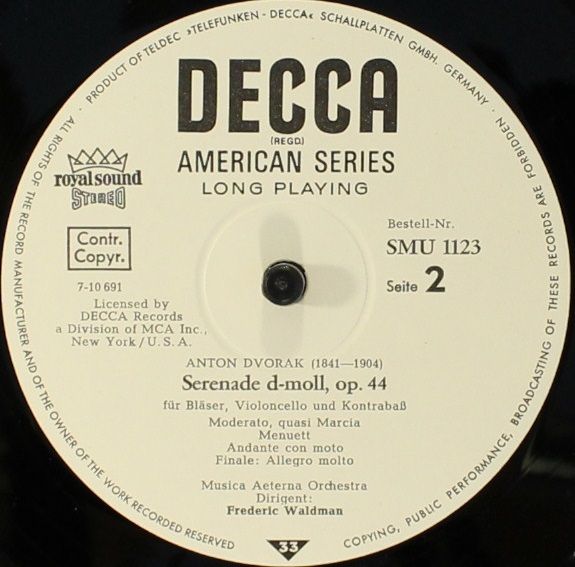 PRODUCT OF TELDEC »TELEFUNKEN - DECCA« SCHALLPLATTEN GMBH. GERMANY ·
ALL RIGHTS OF THE RECORD MANUFACTURER AND OF THE OWNER OF THE WORK RECORDED RESERVED
COPYING, PUBLIC PERFORMANCE, BROADCASTING OF THESE RECORDS ARE FORBIDDEN
DECCA
(REGD.)
AMERICAN SERIES
LONG PLAYING
royal sound
STEREO
Contr.
Copyr.
7-10 691
Licensed by
DECCA Records
a Division of MCA Inc.,
New York / U.S.A.
Bestell-Nr.
SMU 1123
Seite 2
ANTON DVORAK (1841—1904)
Serenade d-moll, op. 44
für Bläser, Violoncello und Kontrabaß
Moderato, quasi Marcia
Menuett
Andante con moto
Finale: Allegro molto
Musica Aeterna Orchestra
Dirigent:
Frederic Waldman
33